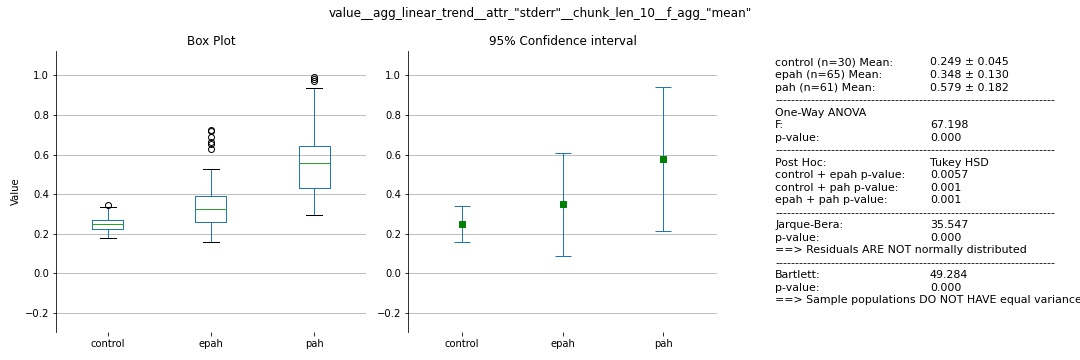 value__agg_linear_trend__attr_"stderr"__chunk_len_10__f_agg_"mean"
Box Plot
Value
1.0
0.8
0.6
0.4
0.2
0.0
−0.2
control epah pah
95% Confidence interval
1.0
0.8
0.6
0.4
0.2
0.0
−0.2
control epah pah
control (n=30) Mean: 0.249 ± 0.045
epah (n=65) Mean: 0.348 ± 0.130
pah (n=61) Mean: 0.579 ± 0.182
One-Way ANOVA
F: 67.198
p-value: 0.000
Post Hoc: Tukey HSD
control + epah p-value: 0.0057
control + pah p-value: 0.001
epah + pah p-value: 0.001
Jarque-Bera: 35.547
p-value: 0.000
==> Residuals ARE NOT normally distributed
Bartlett: 49.284
p-value: 0.000
==> Sample populations DO NOT HAVE equal variance